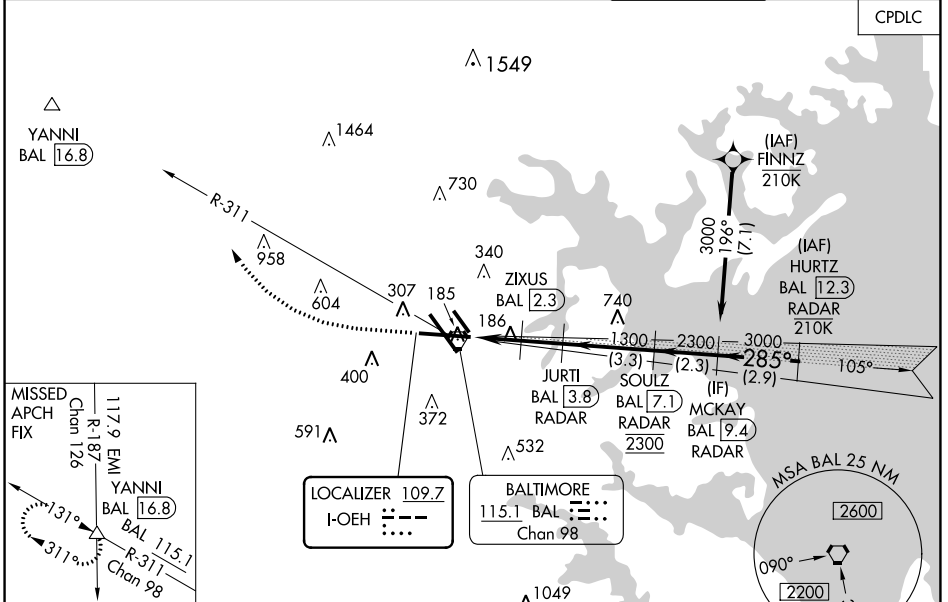 CPDLC
1549
YANNI
BAL 16.8
1464
(IAF)
FINNZ
210K
730
R-311
3000
196°
(7.1)
958
340
(IAF)
HURTZ
BAL 12.3
RADAR
210K
604
307
185
ZIXUS
BAL 2.3
186
740
1300
2300
3000
285°
105°
(3.3)
(2.3)
(2.9)
400
JURTI
BAL 3.8
RADAR
SOULZ
BAL 7.1
RADAR
2300
(IF)
MCKAY
BAL 9.4
RADAR
372
591
532
MISSED
APCH
FIX
117.9 EMI
R-187
Chan 126
YANNI
BAL 16.8
BAL 115.1
R-311
Chan 98
131°
311°
LOCALIZER 109.7
I-OEH
BALTIMORE
115.1 BAL
Chan 98
MSA BAL 25 NM
2600
090°
2200
1049